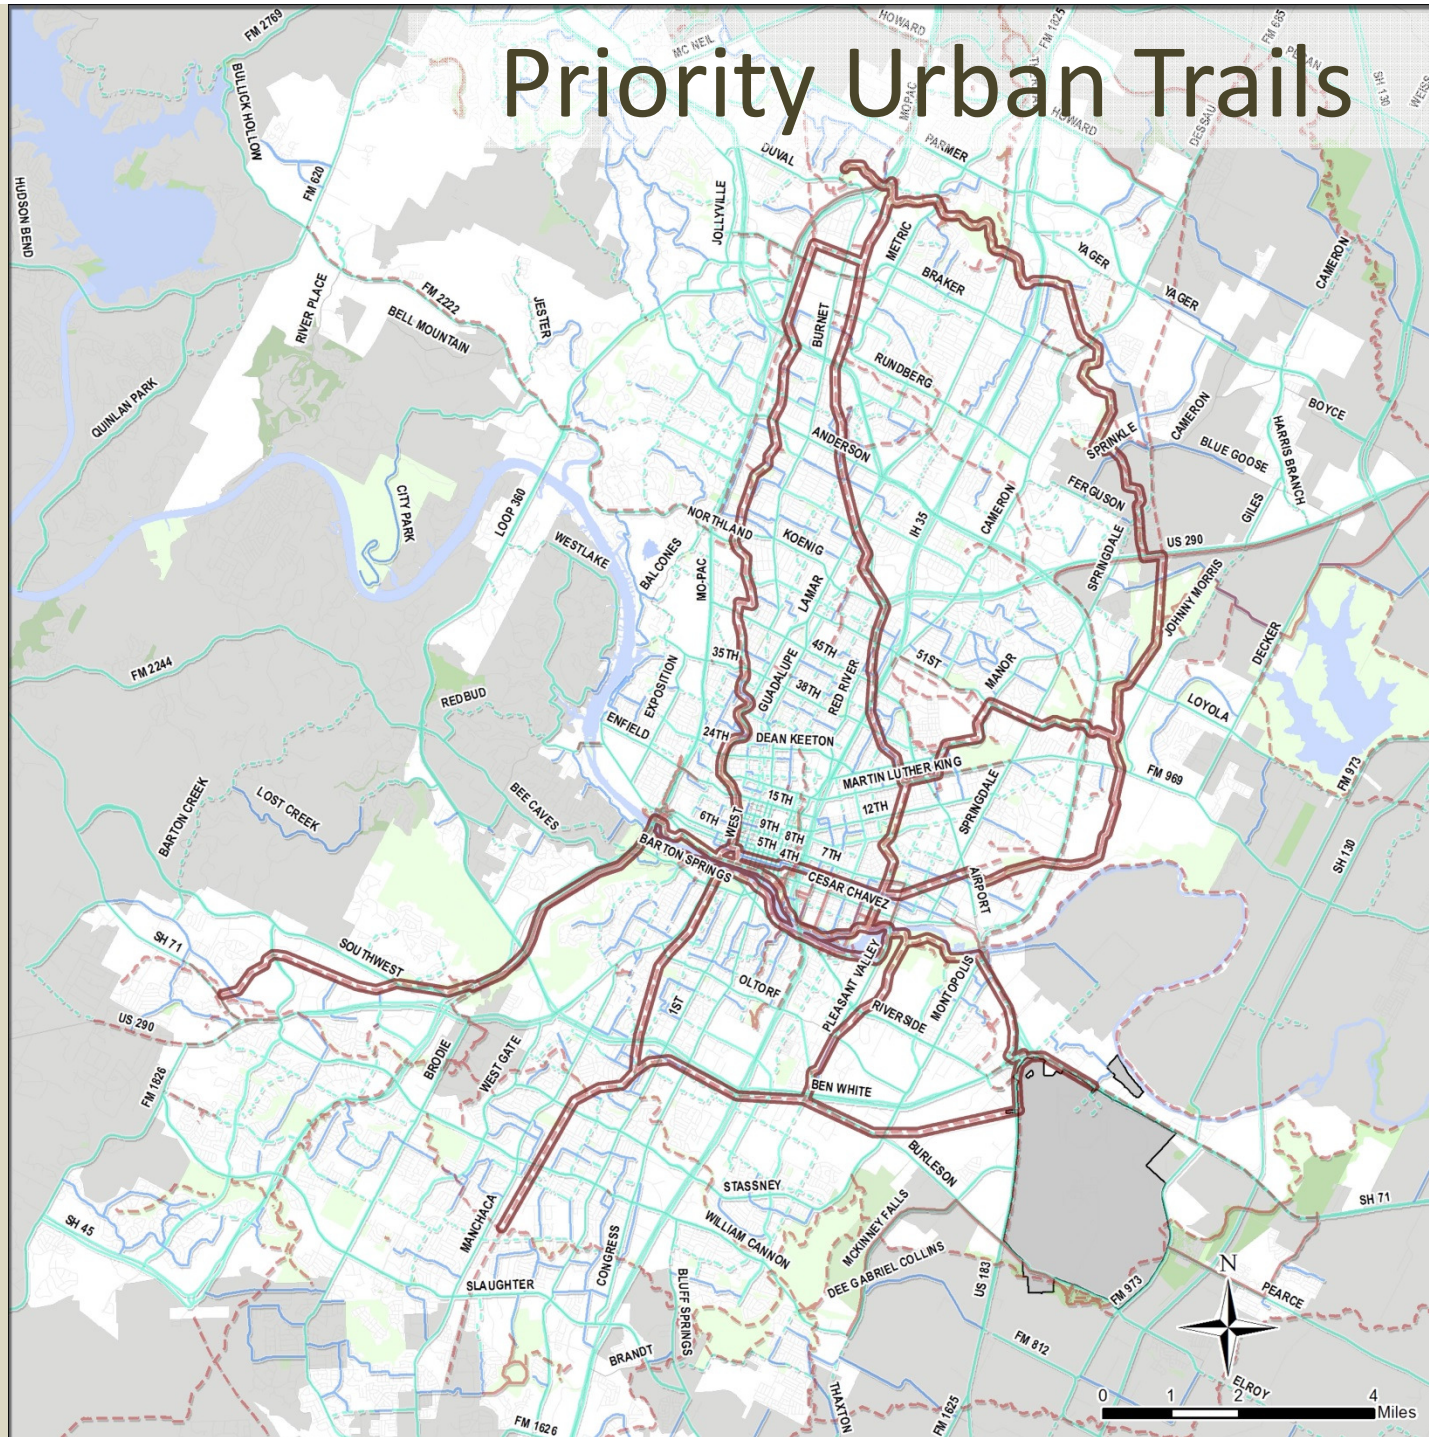 Priority Urban Trails
FM 2769
HOWARD
FM 1825
FM 685
MC NEIL
SH 130
BULLICK HOLLOW
MOPAC
HOWARD
DESSAU
DUVAL
PARMER
HUDSON BEND
FM 620
JOLLYVILLE
METRIC
YAGER
CAMERON
BRAKER
YAGER
RIVER PLACE
FM 2222
JESTER
BELL MOUNTAIN
BURNET
RUNDBERG
QUINLAN PARK
BOYCE
CAMERON
ANDERSON
SPRINKLE
HARRIS BRANCH
BLUE GOOSE
CITY PARK
LOOP 360
FERGUSON
CAMERON
GILES
NORTHLAND
IH 35
KOENIG
US 290
WESTLAKE
BALCONES
SPRINGDALE
MO-PAC
LAMAR
JOHNNY MORRIS
DECKER
45TH
35TH
51ST
FM 2244
EXPOSITION
GUADALUPE
MANOR
38TH
RED RIVER
REDBUD
LOYOLA
ENFIELD
24TH
DEAN KEETON
FM 973
MARTIN LUTHER KING
FM 969
BARTON CREEK
LOST CREEK
BEE CAVES
15TH
12TH
SPRINGDALE
6TH
WEST
9TH
8TH
5TH
4TH
7TH
SH 130
BARTON SPRINGS
CESAR CHAVEZ
AIRPORT
SH 71
SOUTHWEST
PLEASANT VALLEY
MONTOPOLIS
OLTORF
1ST
RIVERSIDE
US 290
BRODIE
WESTGATE
FM 1826
BEN WHITE
BURLESON
STASSNEY
MANCHACA
MCKINNEY FALLS
SH 71
SH 45
WILLIAM CANNON
CONGRESS
DEE GABRIEL COLLINS
N
SLAUGHTER
BLUFF SPRINGS
US 183
FM 973
PEARCE
FM 812
BRANDT
ELROY
THAXTON
FM 1625
FM 1626
0 1 2 4
Miles